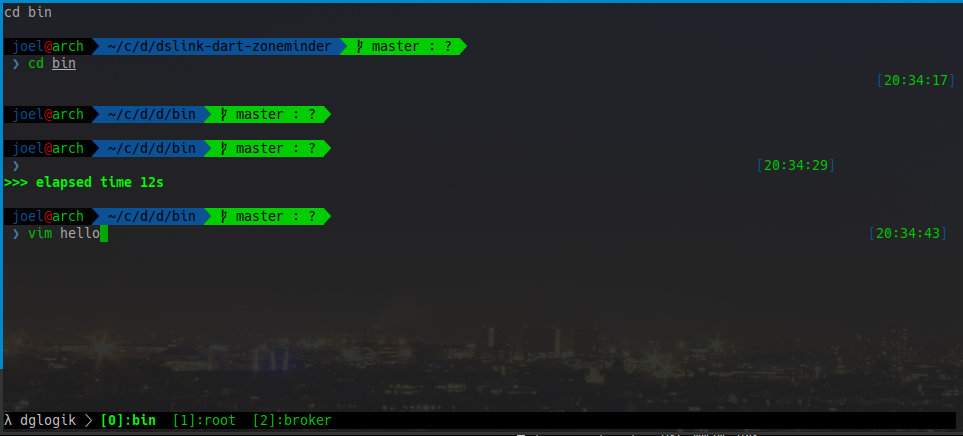 cd bin
joel@arch ~/c/d/dslink-dart-zoneminder master : ?
❯ cd bin
[20:34:17]
joel@arch ~/c/d/d/bin master : ?
joel@arch ~/c/d/d/bin master : ?
❯ [20:34:29]
>>> elapsed time 12s
joel@arch ~/c/d/d/bin master : ?
❯ vim hello [20:34:43]
λ dglogik > [0]:bin [1]:root [2]:broker